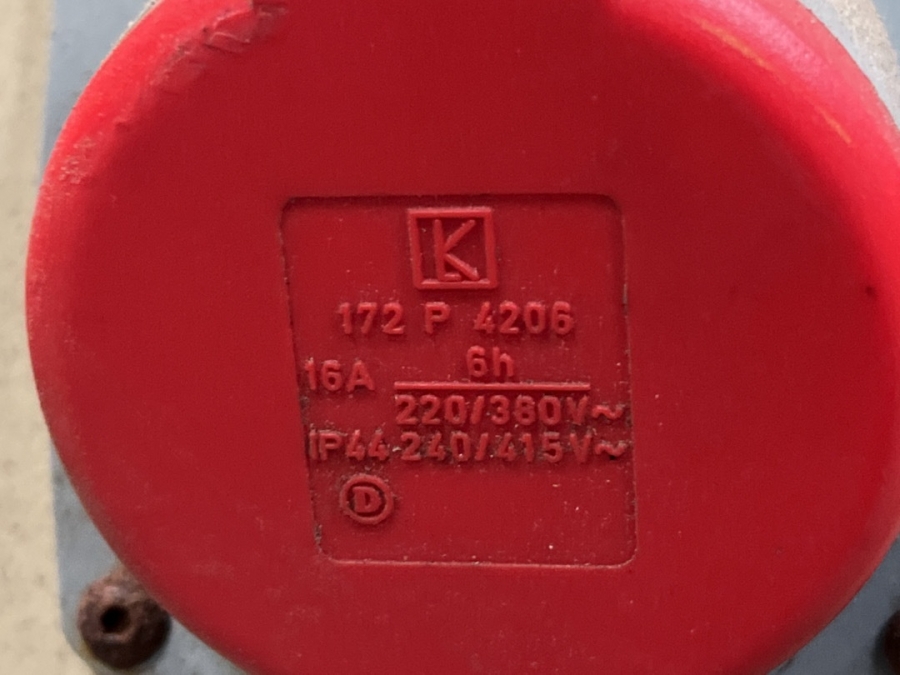 K
172 P 4206
16A 6h
220/380V~
IP44 240/415V~
D